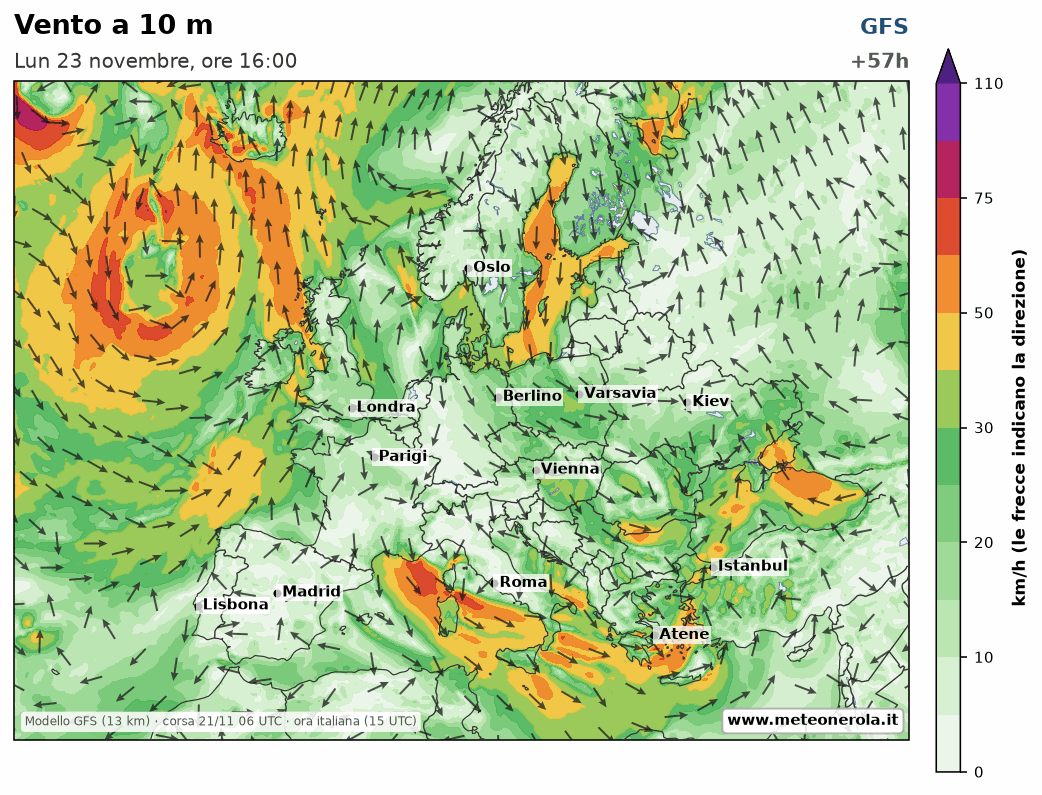 Vento a 10 m
GFS
Lun 23 novembre, ore 16:00
+57h
110
75
50
30
20
10
0
km/h (le frecce indicano la direzione)
Oslo
Berlino
Varsavia
Kiev
Londra
Parigi
Vienna
Istanbul
Roma
Madrid
Lisbona
Atene
Modello GFS (13 km) · corsa 21/11 06 UTC · ora italiana (15 UTC)
www.meteonerola.it